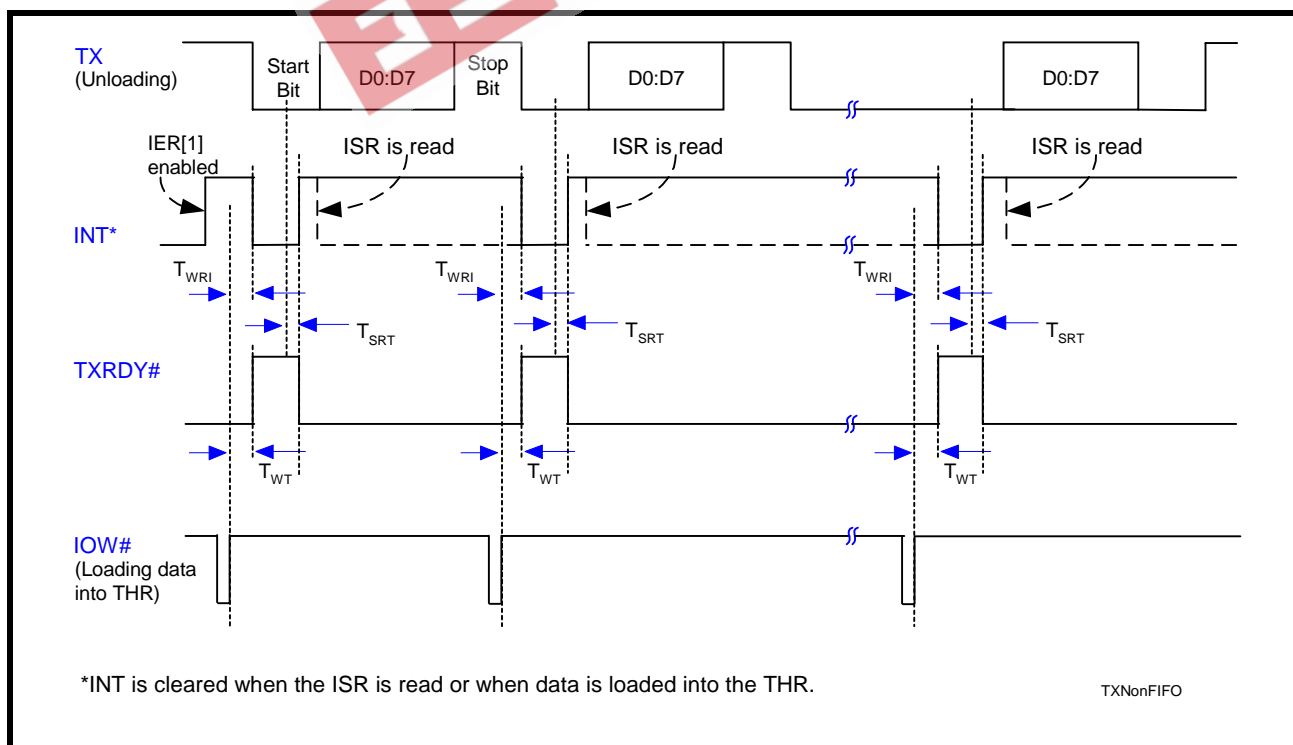 TX
(Unloading)
Start
Bit
D0:D7
Stop
Bit
D0:D7
D0:D7
IER[1]
enabled
ISR is read
ISR is read
ISR is read
INT*
TWRI
TWRI
TWRI
TSRT
TSRT
TSRT
TXRDY#
TWT
TWT
TWT
IOW#
(Loading data
into THR)
*INT is cleared when the ISR is read or when data is loaded into the THR.
TXNonFIFO